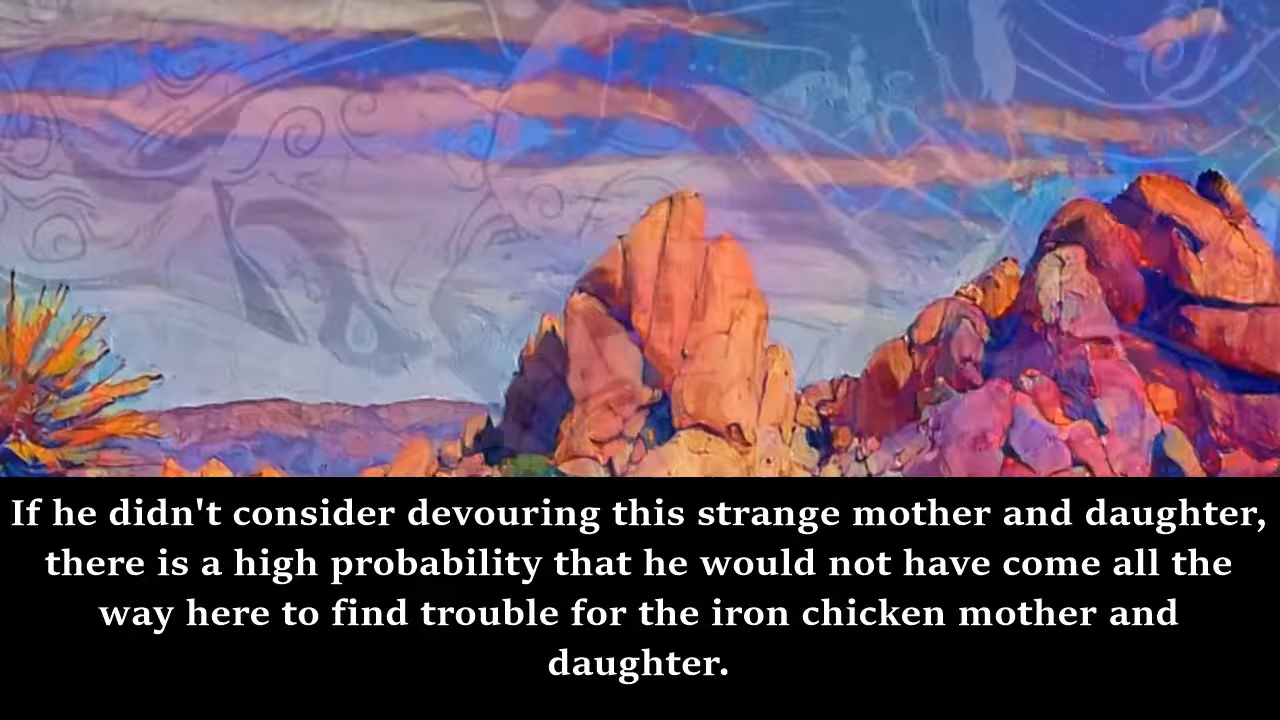 If he didn't consider devouring this strange mother and daughter,
there is a high probability that he would not have come all the
way here to find trouble for the iron chicken mother and
daughter.